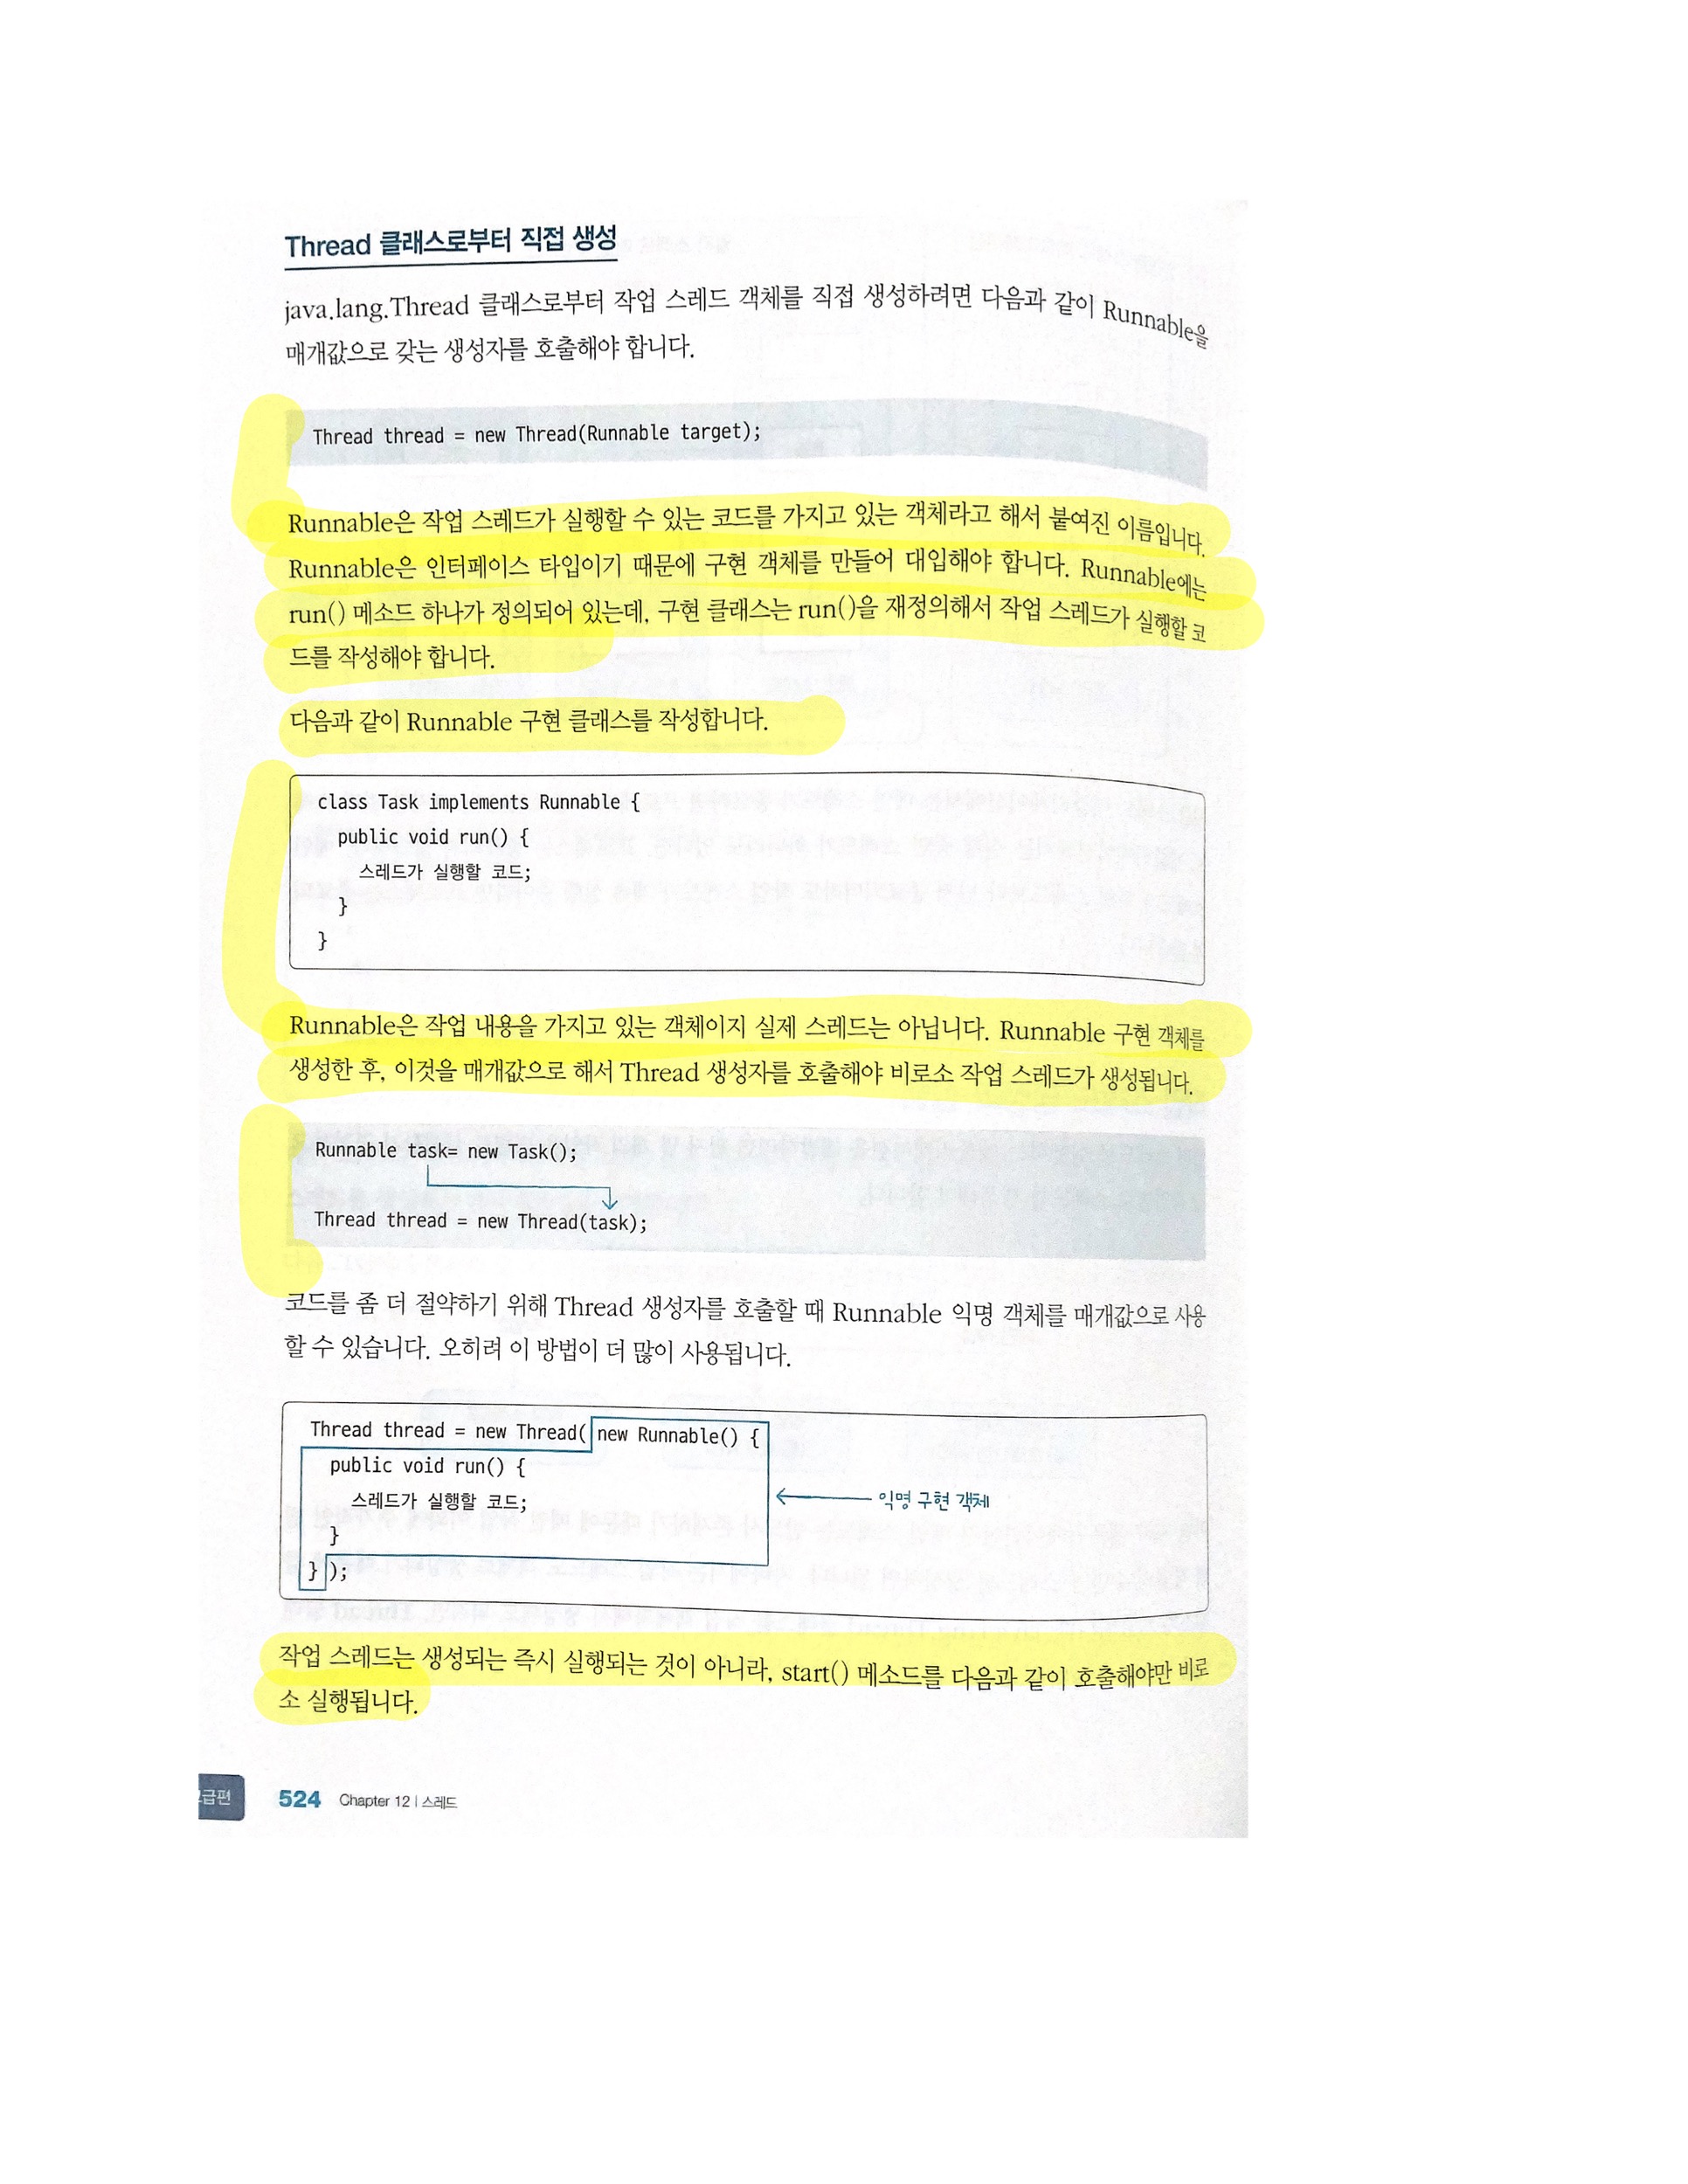 Thread 클래스로부터 직접 생성
java.lang.Thread 클래스로부터 작업 스레드 객체를 직접 생성하려면 다음과 같이 Runnable을
매개값으로 갖는 생성자를 호출해야 합니다.
Thread thread = new Thread(Runnable target);
Runnable은 작업 스레드가 실행할 수 있는 코드를 가지고 있는 객체라고 해서 붙여진 이름입니다.
Runnable은 인터페이스 타입이기 때문에 구현 객체를 만들어 대입해야 합니다. Runnable에는
run() 메소드 하나가 정의되어 있는데, 구현 클래스는 run()을 재정의해서 작업 스레드가 실행할 코
드를 작성해야 합니다.
다음과 같이 Runnable 구현 클래스를 작성합니다.
class Task implements Runnable {
public void run() {
스레드가 실행할 코드;
}
}
Runnable은 작업 내용을 가지고 있는 객체이지 실제 스레드는 아닙니다. Runnable 구현 객체를
생성한 후, 이것을 매개값으로 해서 Thread 생성자를 호출해야 비로소 작업 스레드가 생성됩니다.
Runnable task= new Task();
Thread thread = new Thread(task);
코드를 좀 더 절약하기 위해 Thread 생성자를 호출할 때 Runnable 익명 객체를 매개값으로 사용
할 수 있습니다. 오히려 이 방법이 더 많이 사용됩니다.
Thread thread = new Thread( new Runnable() {
public void run() {
스레드가 실행할 코드;
익명 구현 객체
}
} );
작업 스레드는 생성되는 즉시 실행되는 것이 아니라, start() 메소드를 다음과 같이 호출해야만 비로
소 실행됩니다.
급편 524 Chapter 12 | 스레드